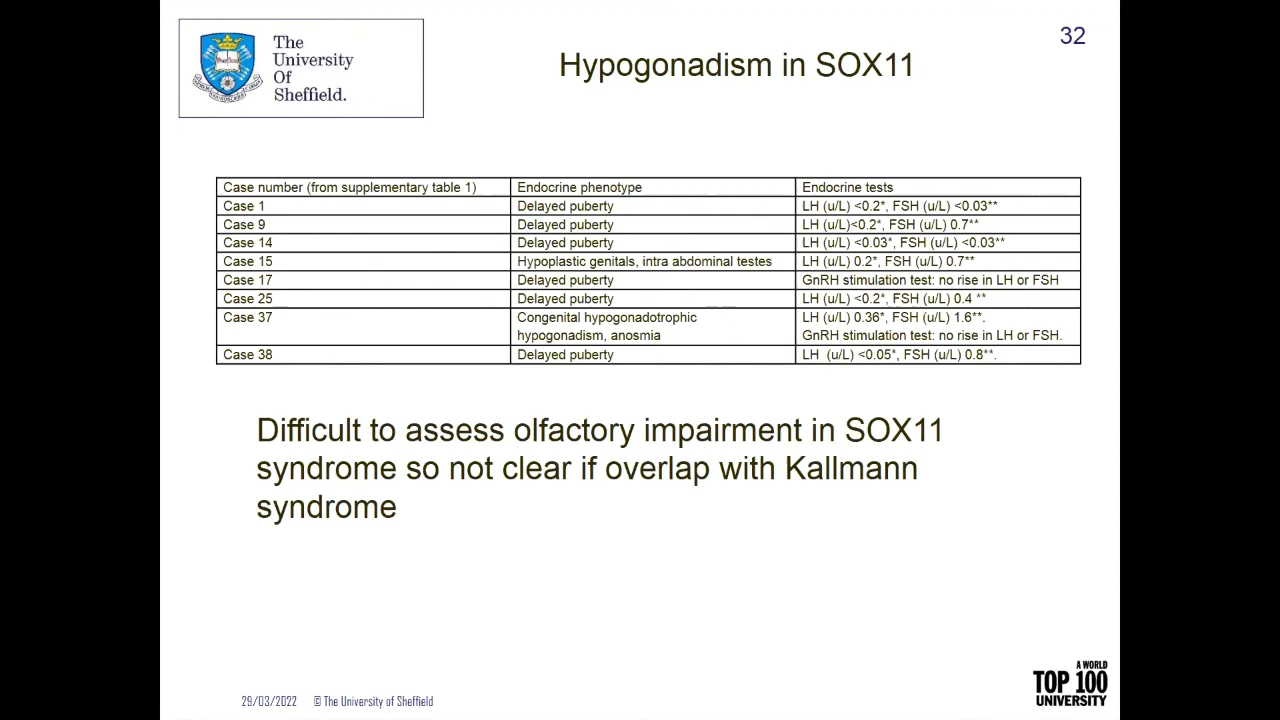 The
University
Of
Sheffield.
32
Hypogonadism in SOX11
Case number (from supplementary table 1) Endocrine phenotype Endocrine tests
Case 1 Delayed puberty LH (u/L) <0.2*, FSH (u/L) <0.03**
Case 9 Delayed puberty LH (u/L)<0.2*, FSH (u/L) 0.7**
Case 14 Delayed puberty LH (u/L) <0.03*, FSH (u/L) <0.03**
Case 15 Hypoplastic genitals, intra abdominal testes LH (u/L) 0.2*, FSH (u/L) 0.7**
Case 17 Delayed puberty GnRH stimulation test: no rise in LH or FSH
Case 25 Delayed puberty LH (u/L) <0.2*, FSH (u/L) 0.4 **
Case 37 Congenital hypogonadotrophic LH (u/L) 0.36*, FSH (u/L) 1.6**.
hypogonadism, anosmia GnRH stimulation test: no rise in LH or FSH.
Case 38 Delayed puberty LH (u/L) <0.05*, FSH (u/L) 0.8**.
Difficult to assess olfactory impairment in SOX11
syndrome so not clear if overlap with Kallmann
syndrome
29/03/2022 © The University of Sheffield
A WORLD
TOP 100
UNIVERSITY